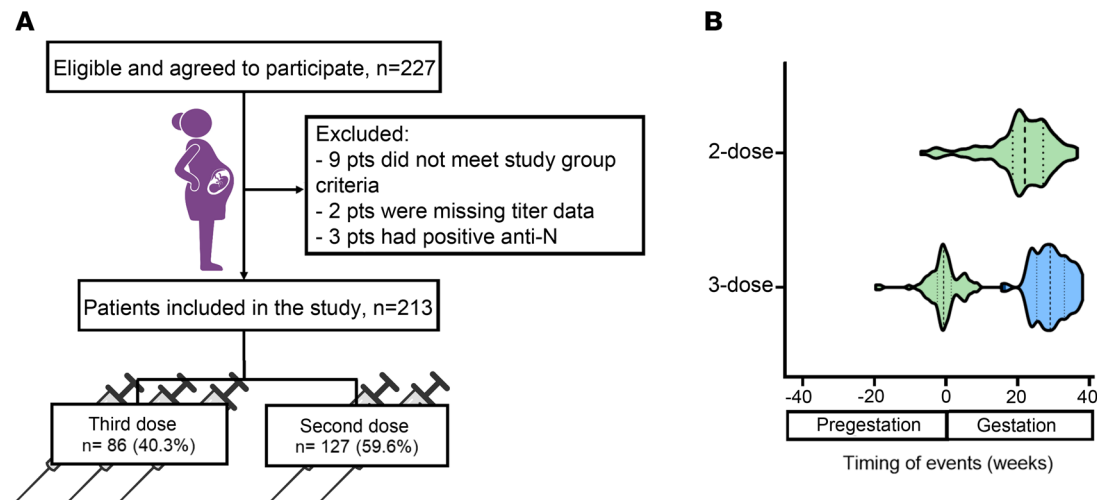 A
Eligible and agreed to participate, n=227
Excluded:
- 9 pts did not meet study group
criteria
- 2 pts were missing titer data
- 3 pts had positive anti-N
Patients included in the study, n=213
Third dose
n= 86 (40.3%)
Second dose
n= 127 (59.6%)
B
2-dose
3-dose
-40 -20 0 20 40
Pregestation Gestation
Timing of events (weeks)